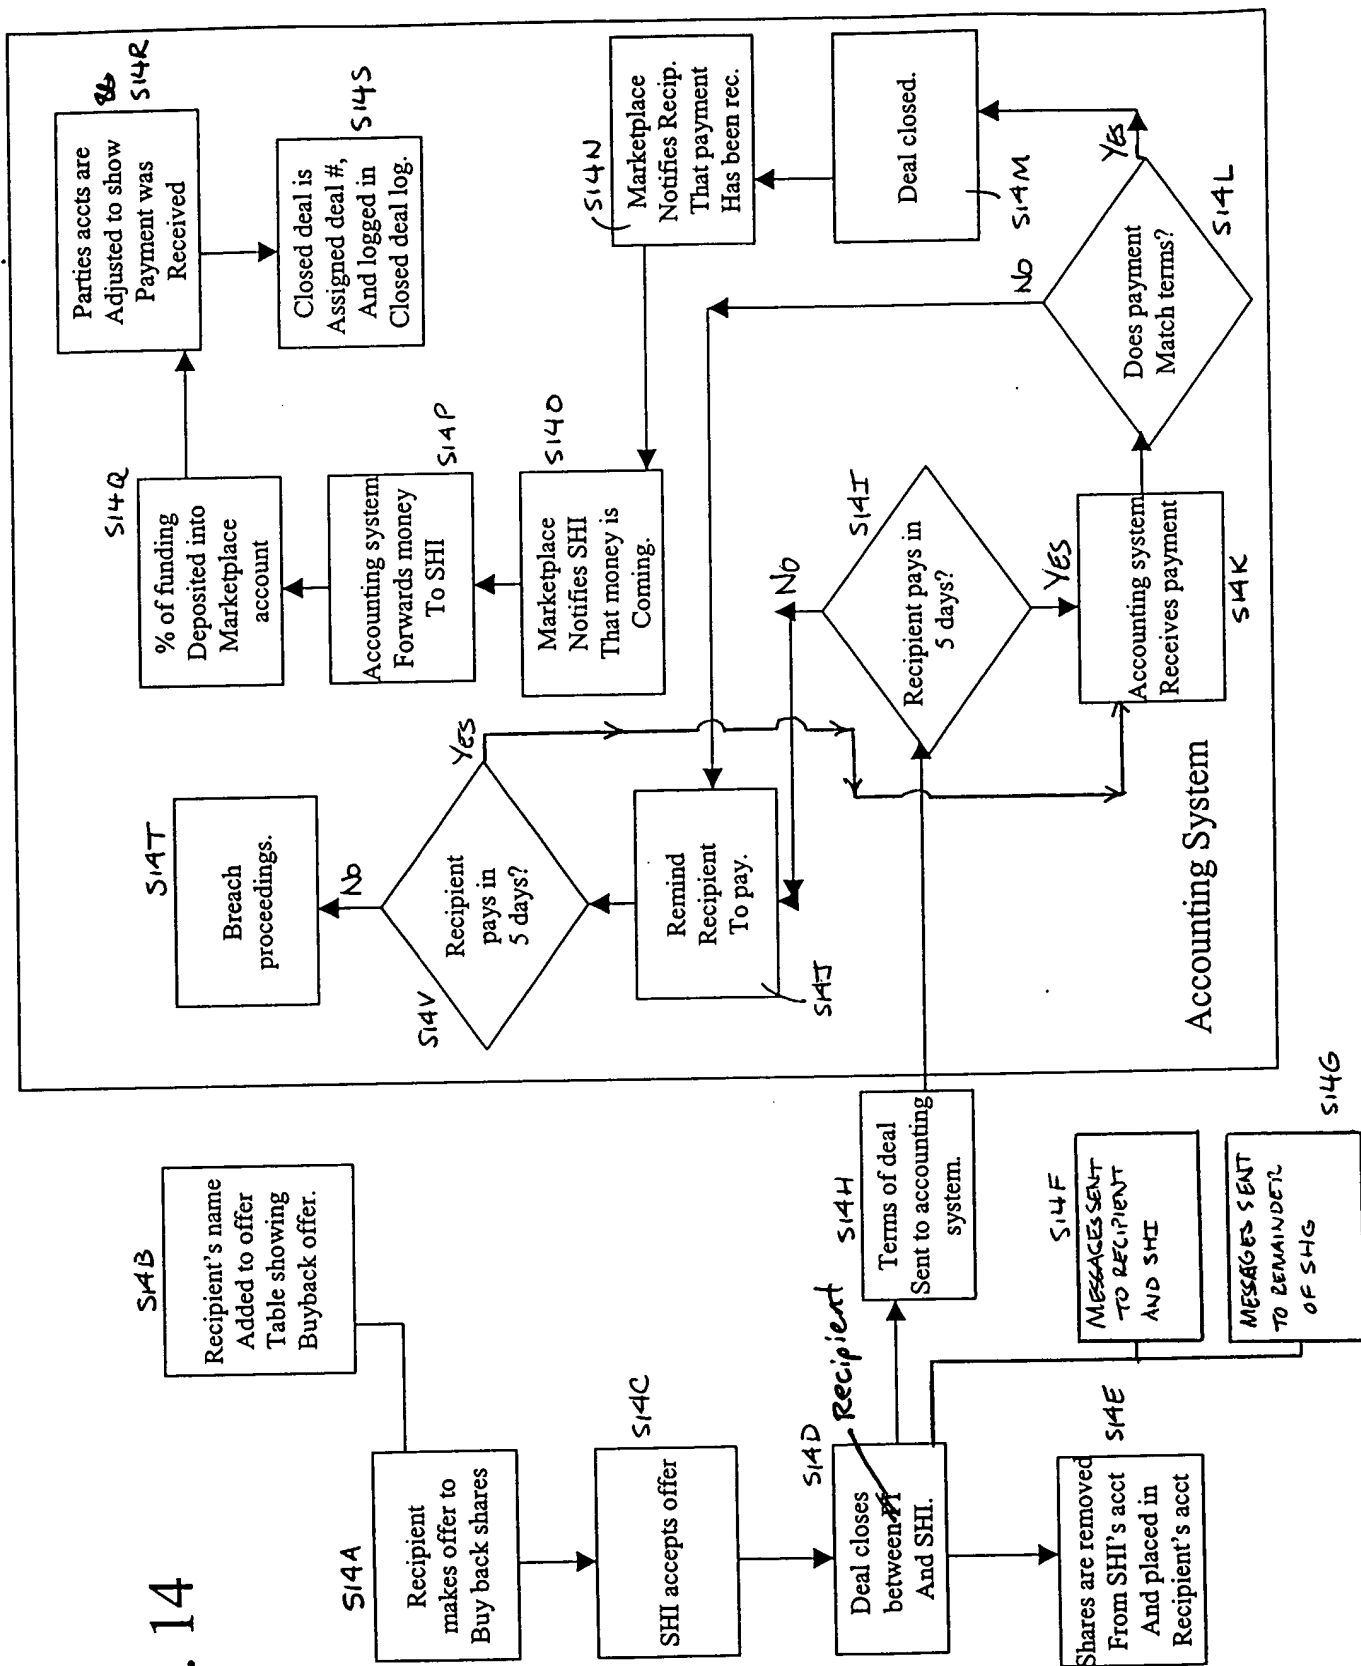 . 14
S14A
Recipient
makes offer to
Buy back shares
S14B
Recipient's name
Added to offer
Table showing
Buyback offer.
S14C
SHI accepts offer
S14D
Recipient
Deal closes
between PT
And SHI.
S14E
Shares are removed
From SHI's acct
And placed in
Recipient's acct
S14F
MESSAGES SENT
TO RECIPIENT
AND SHI
S14G
MESSAGES SENT
TO REMAINDER
OF SHG
S14H
Terms of deal
Sent to accounting
system.
S14I
Recipient pays in
5 days?
No
YES
S14J
Remind
Recipient
To pay.
S14V
Recipient
pays in
5 days?
No
Yes
S14T
Breach
proceedings.
S14K
Accounting system
Receives payment
S14L
Does payment
Match terms?
No
Yes
S14M
Deal closed.
S14N
Marketplace
Notifies Recip.
That payment
Has been rec.
S14O
Marketplace
Notifies SHI
That money is
Coming.
S14P
Accounting system
Forwards money
To SHI
S14Q
% of funding
Deposited into
Marketplace
account
S14R
Parties accts are
Adjusted to show
Payment was
Received
S14S
Closed deal is
Assigned deal #,
And logged in
Closed deal log.
Accounting System